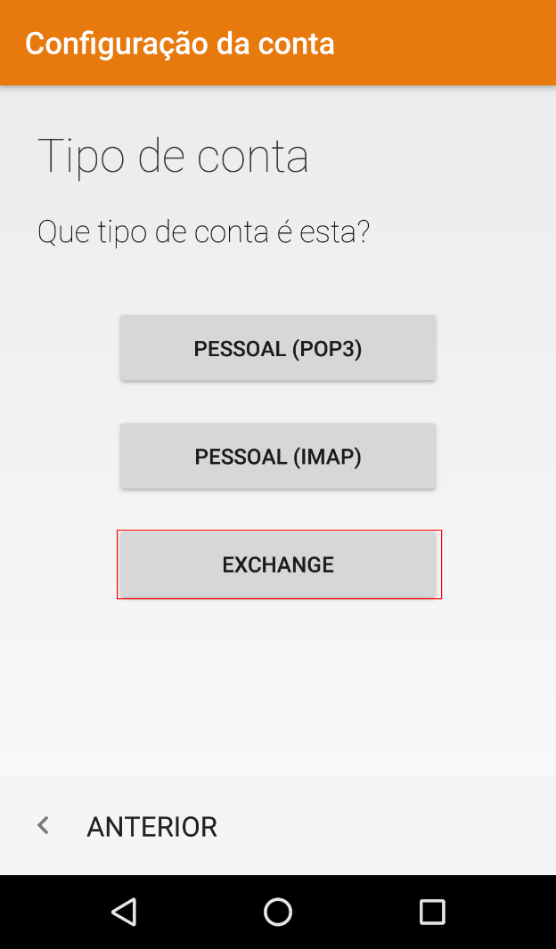 Configuração da conta
Tipo de conta
Que tipo de conta é esta?
PESSOAL (POP3)
PESSOAL (IMAP)
EXCHANGE
ANTERIOR